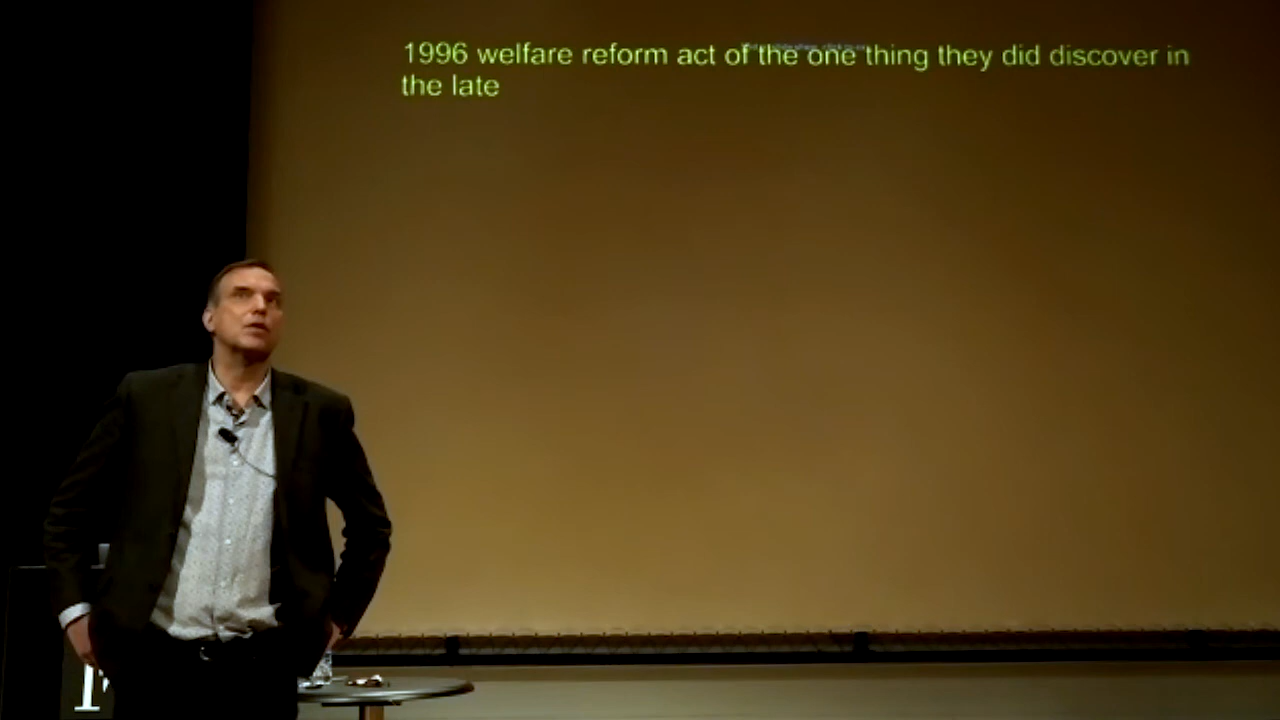 1996 welfare reform act of the one thing they did discover in
the late